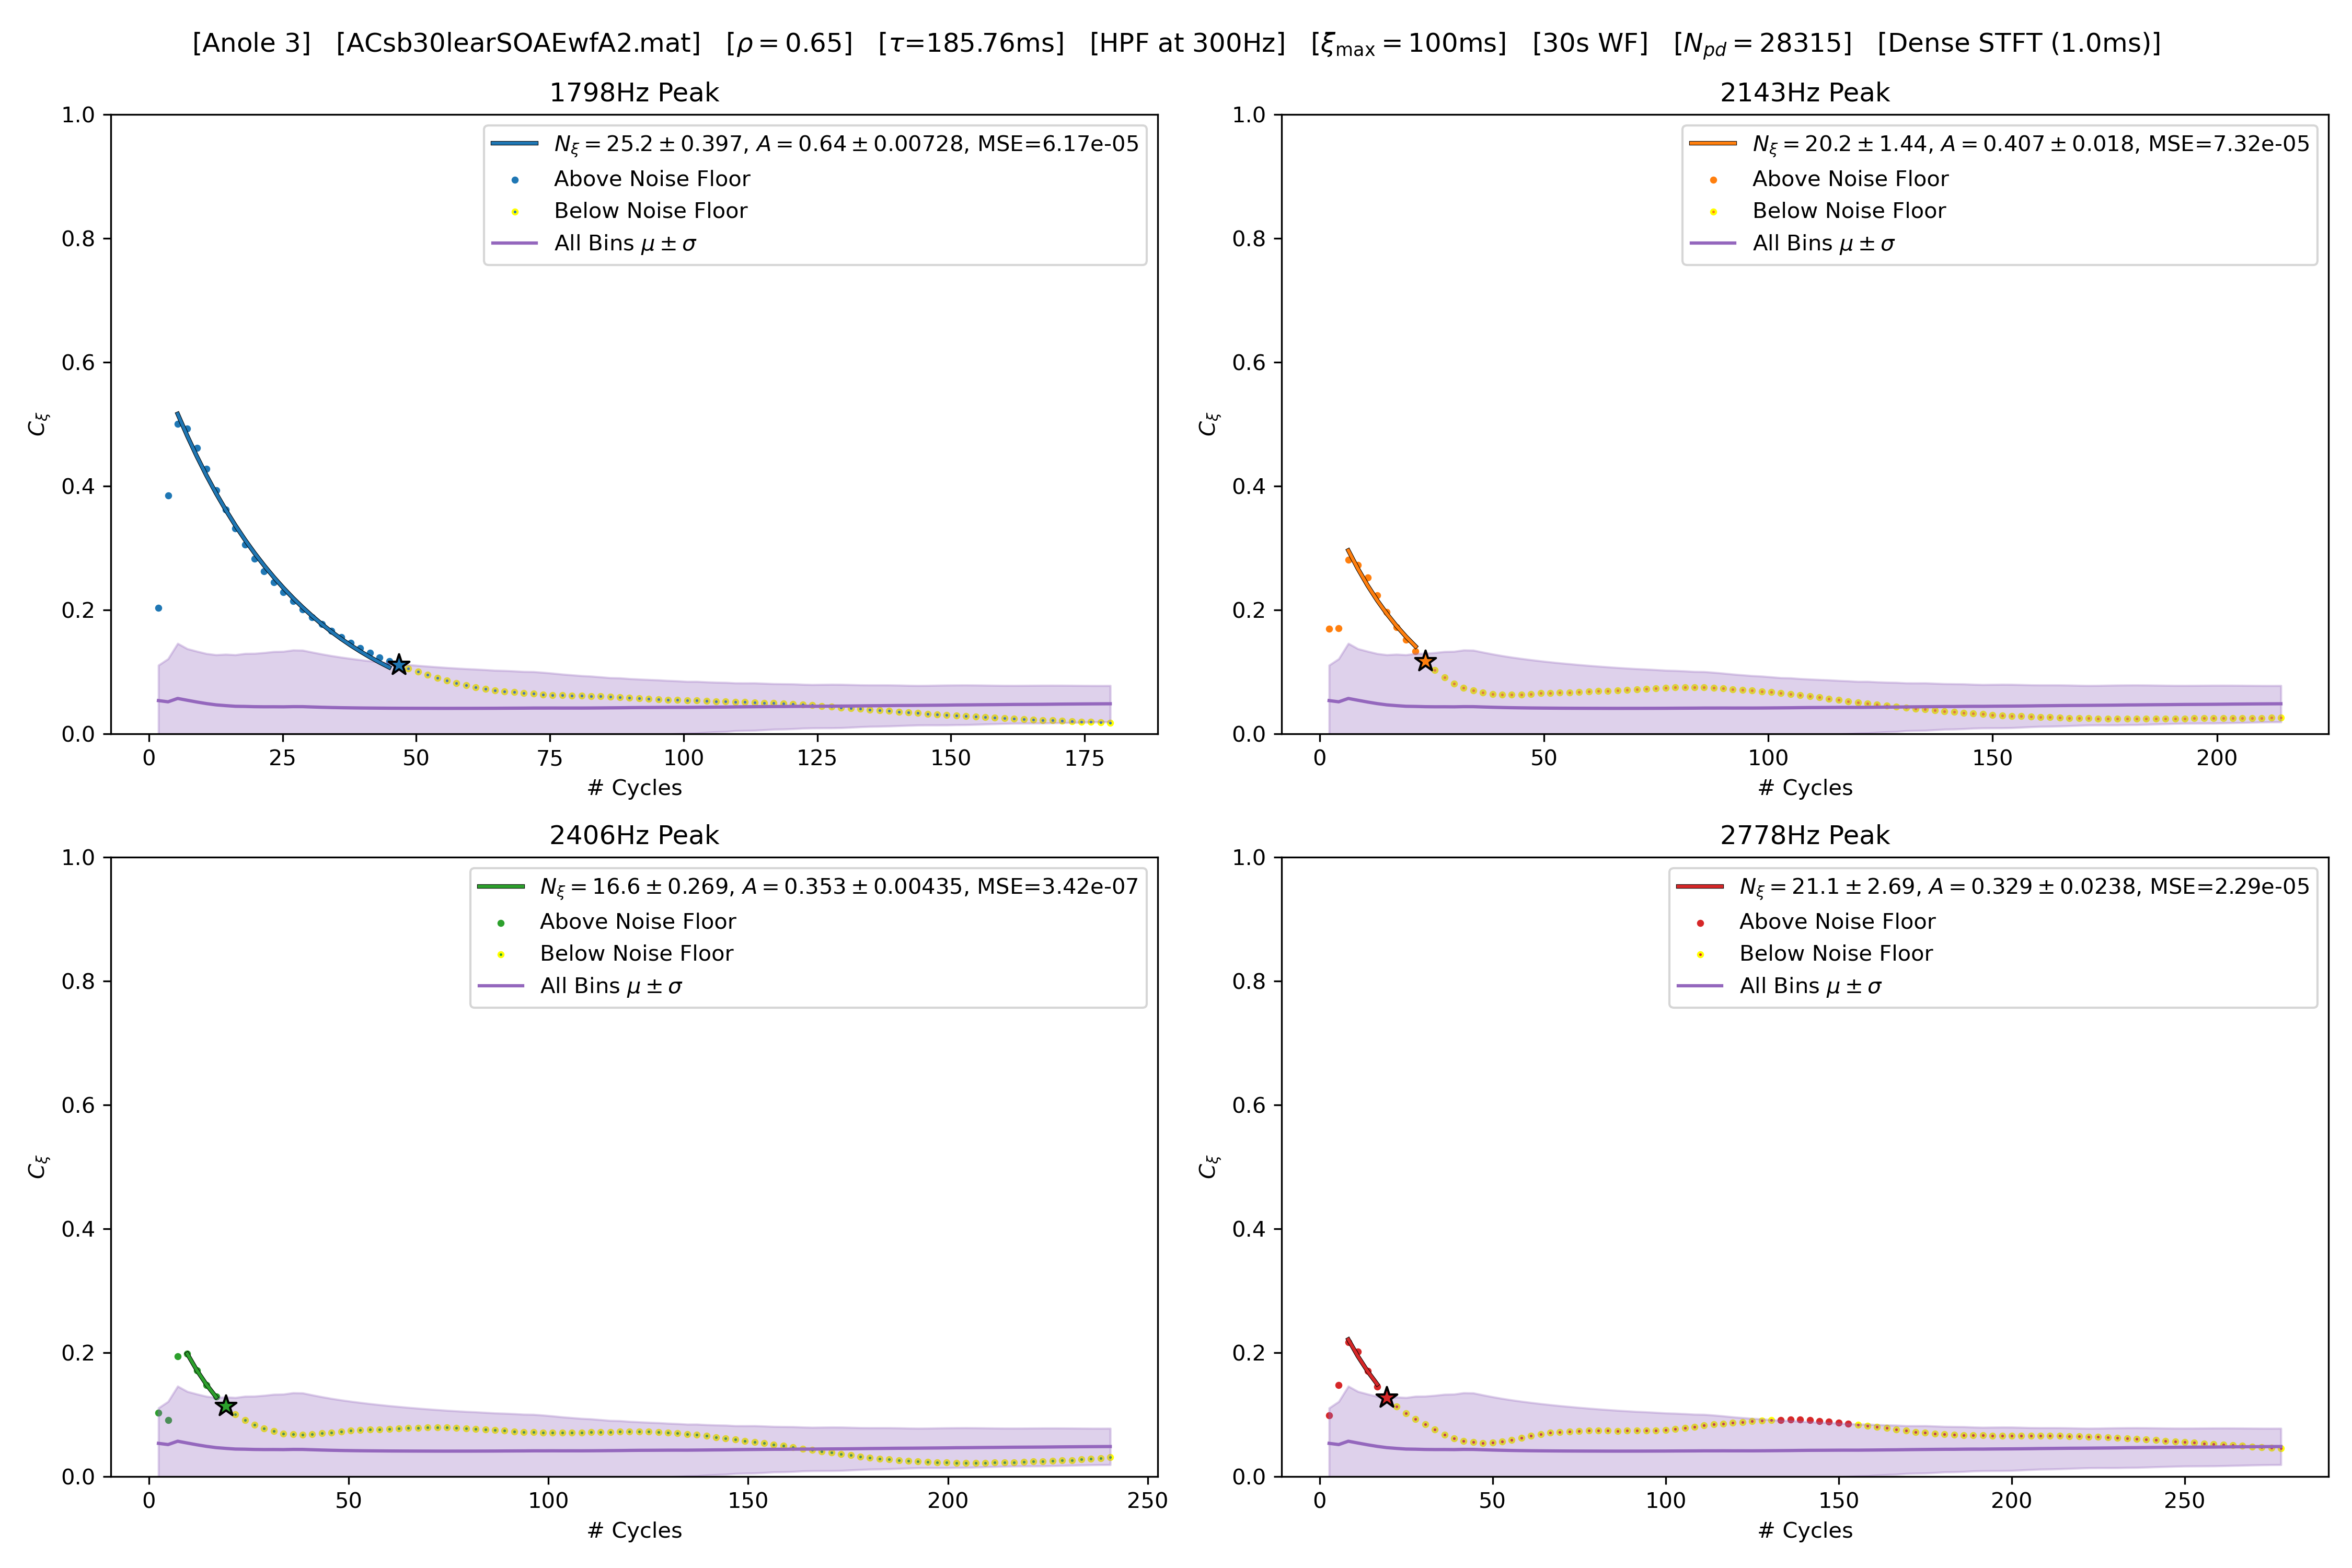 [Anole 3] [ACsb30learSOAEwfA2.mat] [ρ = 0.65] [τ=185.76ms] [HPF at 300Hz] [ξmax = 100ms] [30s WF] [Npd = 28315] [Dense STFT (1.0ms)]
1798Hz Peak
Nξ = 25.2 ± 0.397, A = 0.64 ± 0.00728, MSE=6.17e-05
Above Noise Floor
Below Noise Floor
All Bins μ ± σ
1.0
0.8
0.6
0.4
0.2
0.0
Cξ
0 25 50 75 100 125 150 175
# Cycles
2143Hz Peak
Nξ = 20.2 ± 1.44, A = 0.407 ± 0.018, MSE=7.32e-05
Above Noise Floor
Below Noise Floor
All Bins μ ± σ
1.0
0.8
0.6
0.4
0.2
0.0
Cξ
0 50 100 150 200
# Cycles
2406Hz Peak
Nξ = 16.6 ± 0.269, A = 0.353 ± 0.00435, MSE=3.42e-07
Above Noise Floor
Below Noise Floor
All Bins μ ± σ
1.0
0.8
0.6
0.4
0.2
0.0
Cξ
0 50 100 150 200 250
# Cycles
2778Hz Peak
Nξ = 21.1 ± 2.69, A = 0.329 ± 0.0238, MSE=2.29e-05
Above Noise Floor
Below Noise Floor
All Bins μ ± σ
1.0
0.8
0.6
0.4
0.2
0.0
Cξ
0 50 100 150 200 250
# Cycles